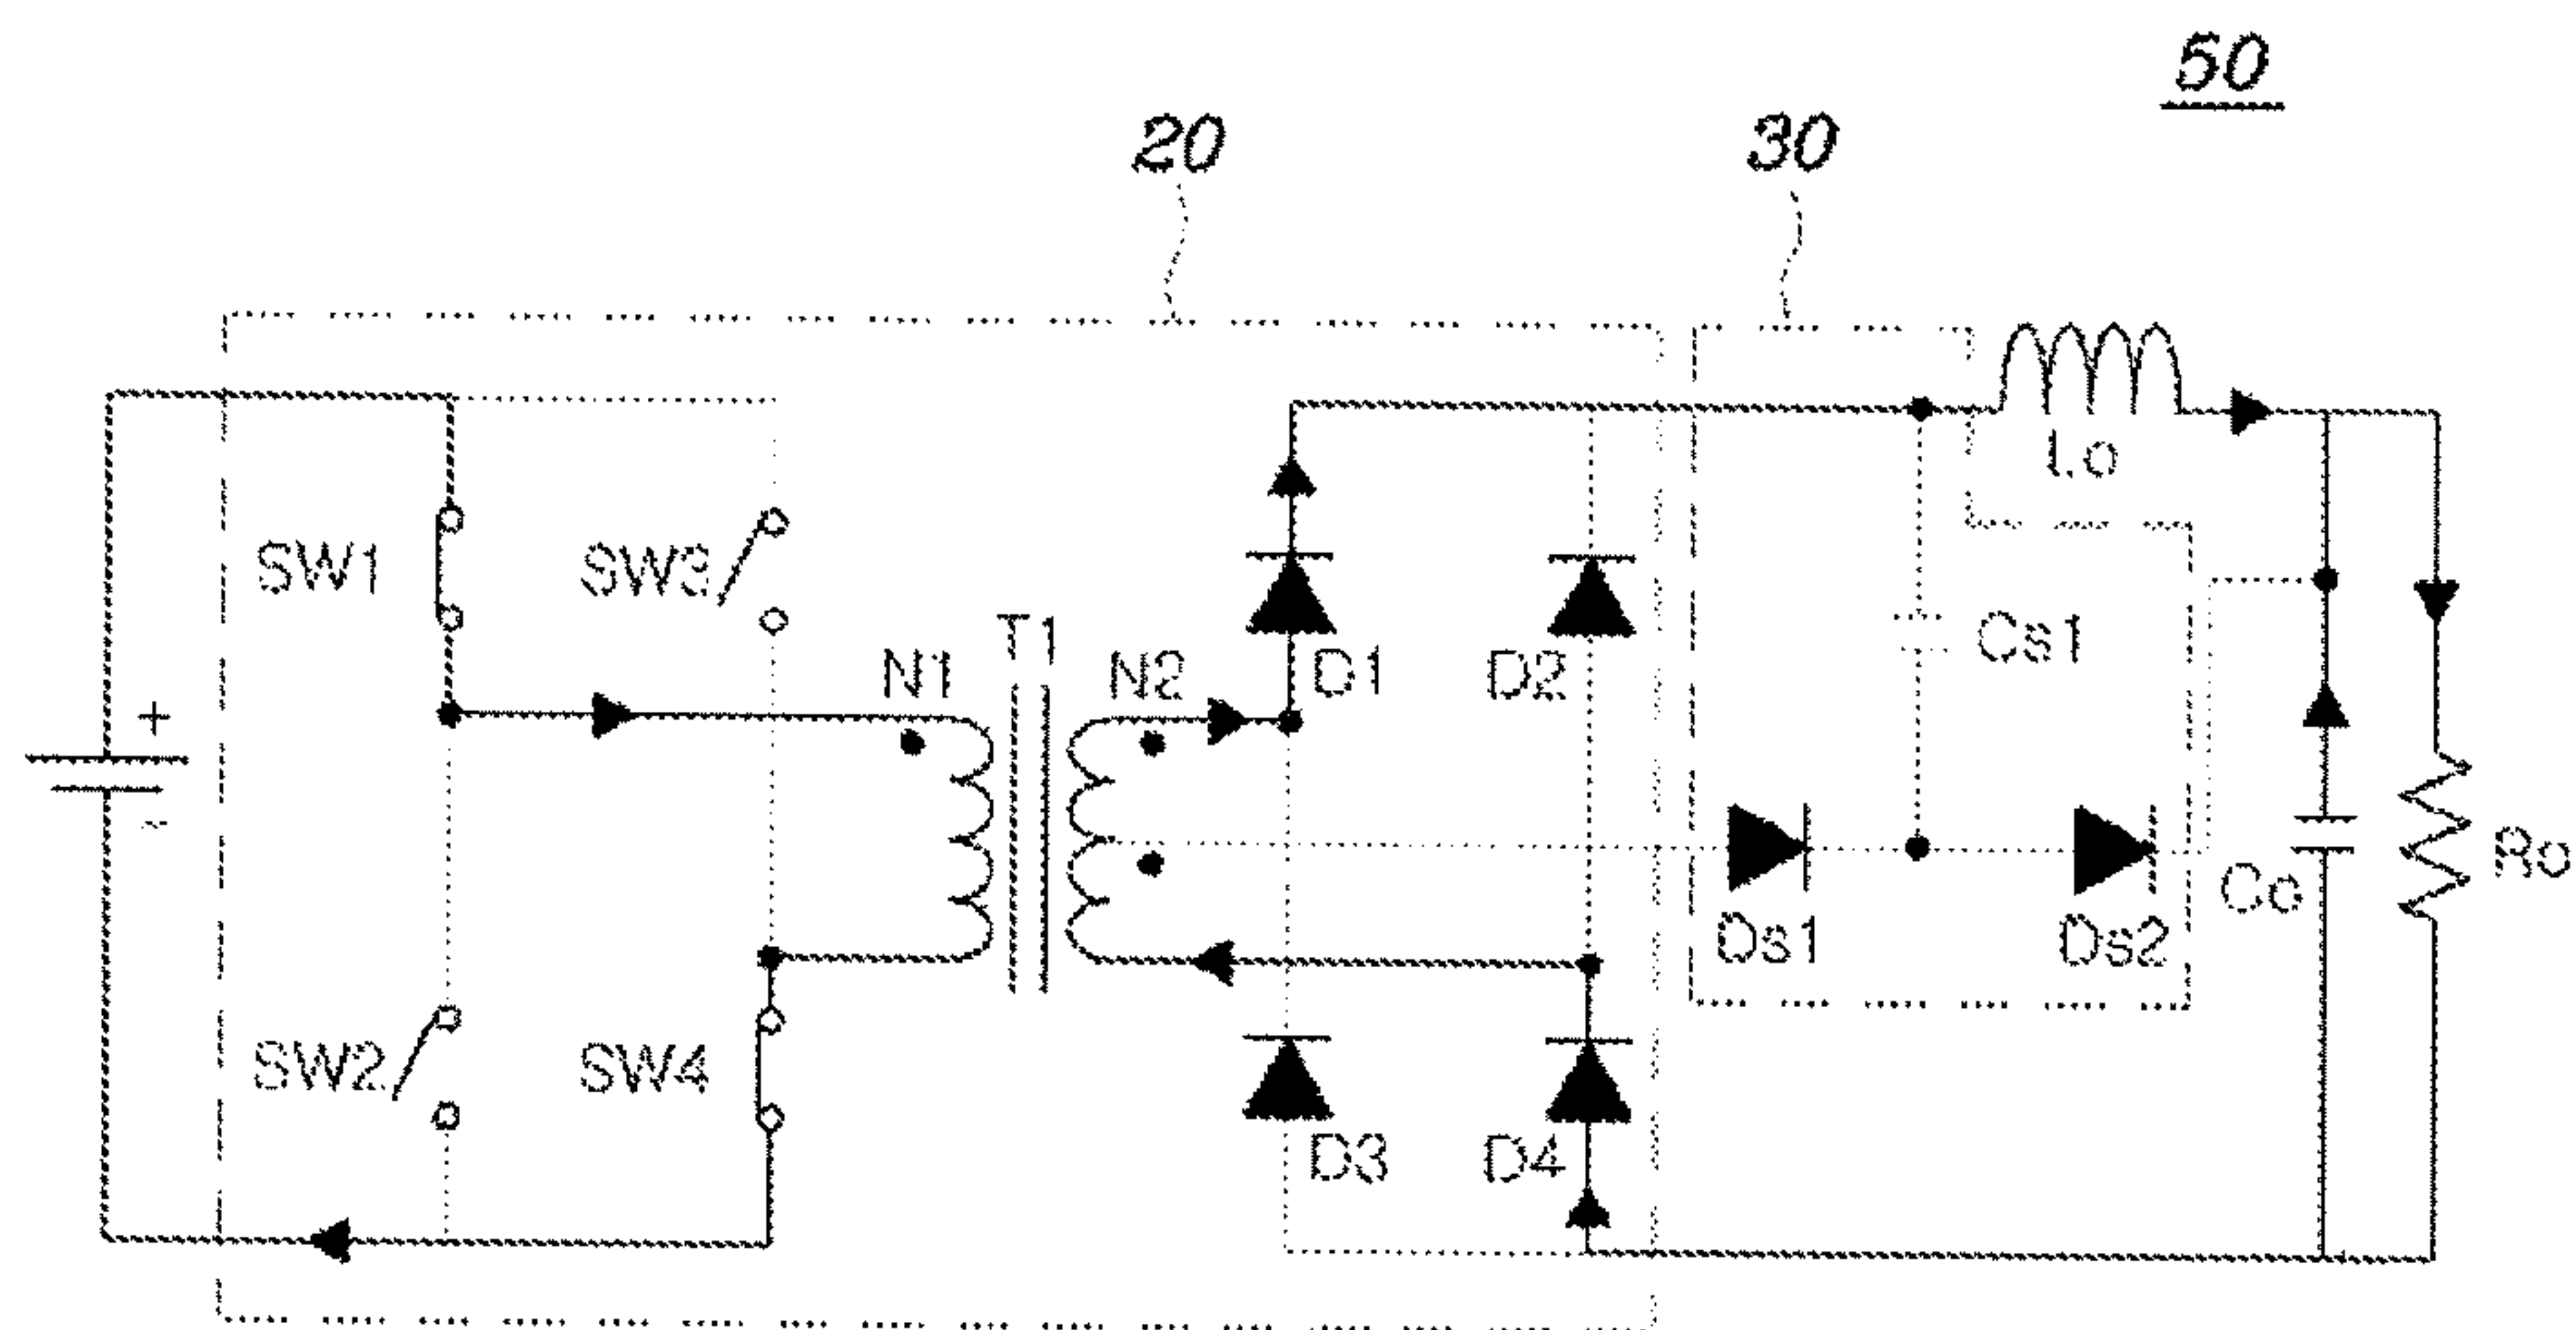 50
20
30
Lo
SW1
SW3
T1
N1
N2
D1
D2
Cs1
+
-
Ds1
Ds2
Co
Ro
SW2
SW4
D3
D4